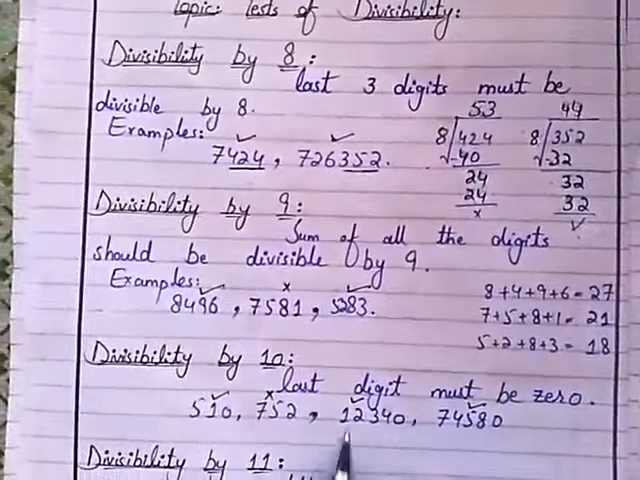 Topic: Tests of Divisibility:
Divisibility by 8:
last 3 digits must be
divisible by 8.
Examples:
7424, 726352.
53
8 424
-40
24
24
x
44
8 352
-32
32
32
Divisibility by 9:
Sum of all the digits
should be divisible by 9.
Examples:
8496, 7581, 5283.
8+4+9+6=27
7+5+8+1=21
5+2+8+3=18
Divisibility by 10:
last digit must be zero.
510, 752, 12340, 74580
Divisibility by 11: